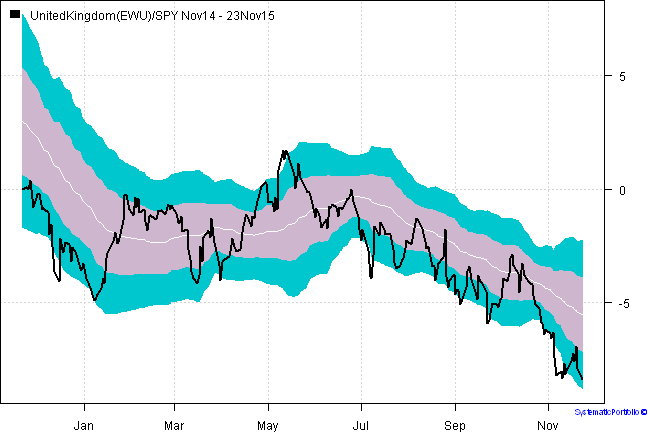 UnitedKingdom(EWU)/SPY Nov14 - 23Nov15
5
0
-5
Jan Mar May Jul Sep Nov
SystematicPortfolio ©